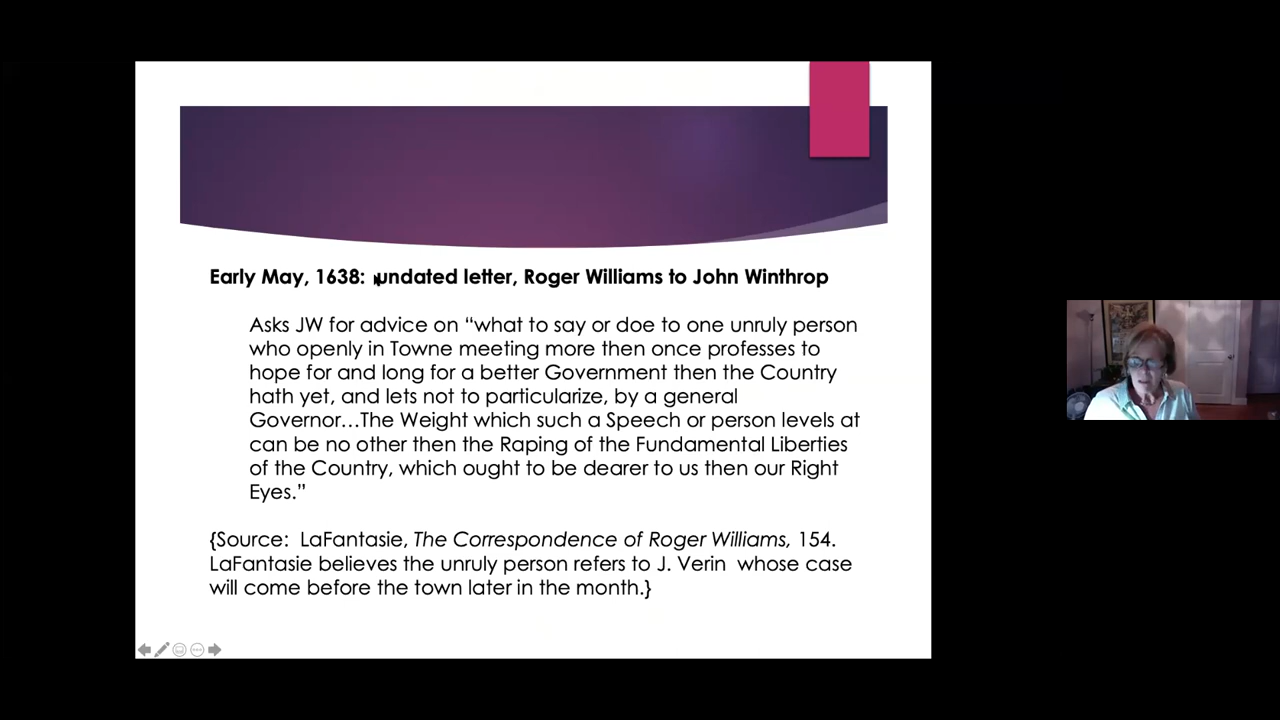 Early May, 1638: undated letter, Roger Williams to John Winthrop
Asks JW for advice on “what to say or doe to one unruly person
who openly in Towne meeting more then once professes to
hope for and long for a better Government then the Country
hath yet, and lets not to particularize, by a general
Governor…The Weight which such a Speech or person levels at
can be no other then the Raping of the Fundamental Liberties
of the Country, which ought to be dearer to us then our Right
Eyes.”
{Source:  LaFantasie, The Correspondence of Roger Williams, 154.
LaFantasie believes the unruly person refers to J. Verin  whose case
will come before the town later in the month.}